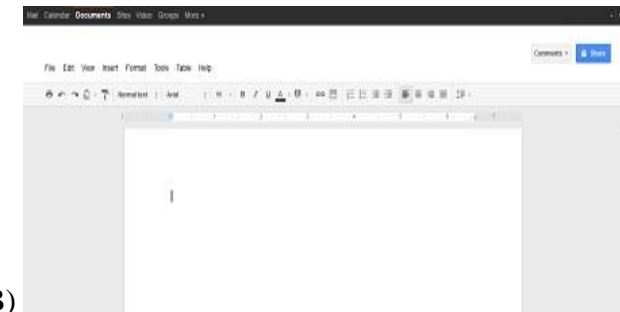 Mail Calendar Documents Sites Video Groups More
Comments Share
File Edit View Insert Format Tools Table Help
Normal text Arial 11 B I U A
3)